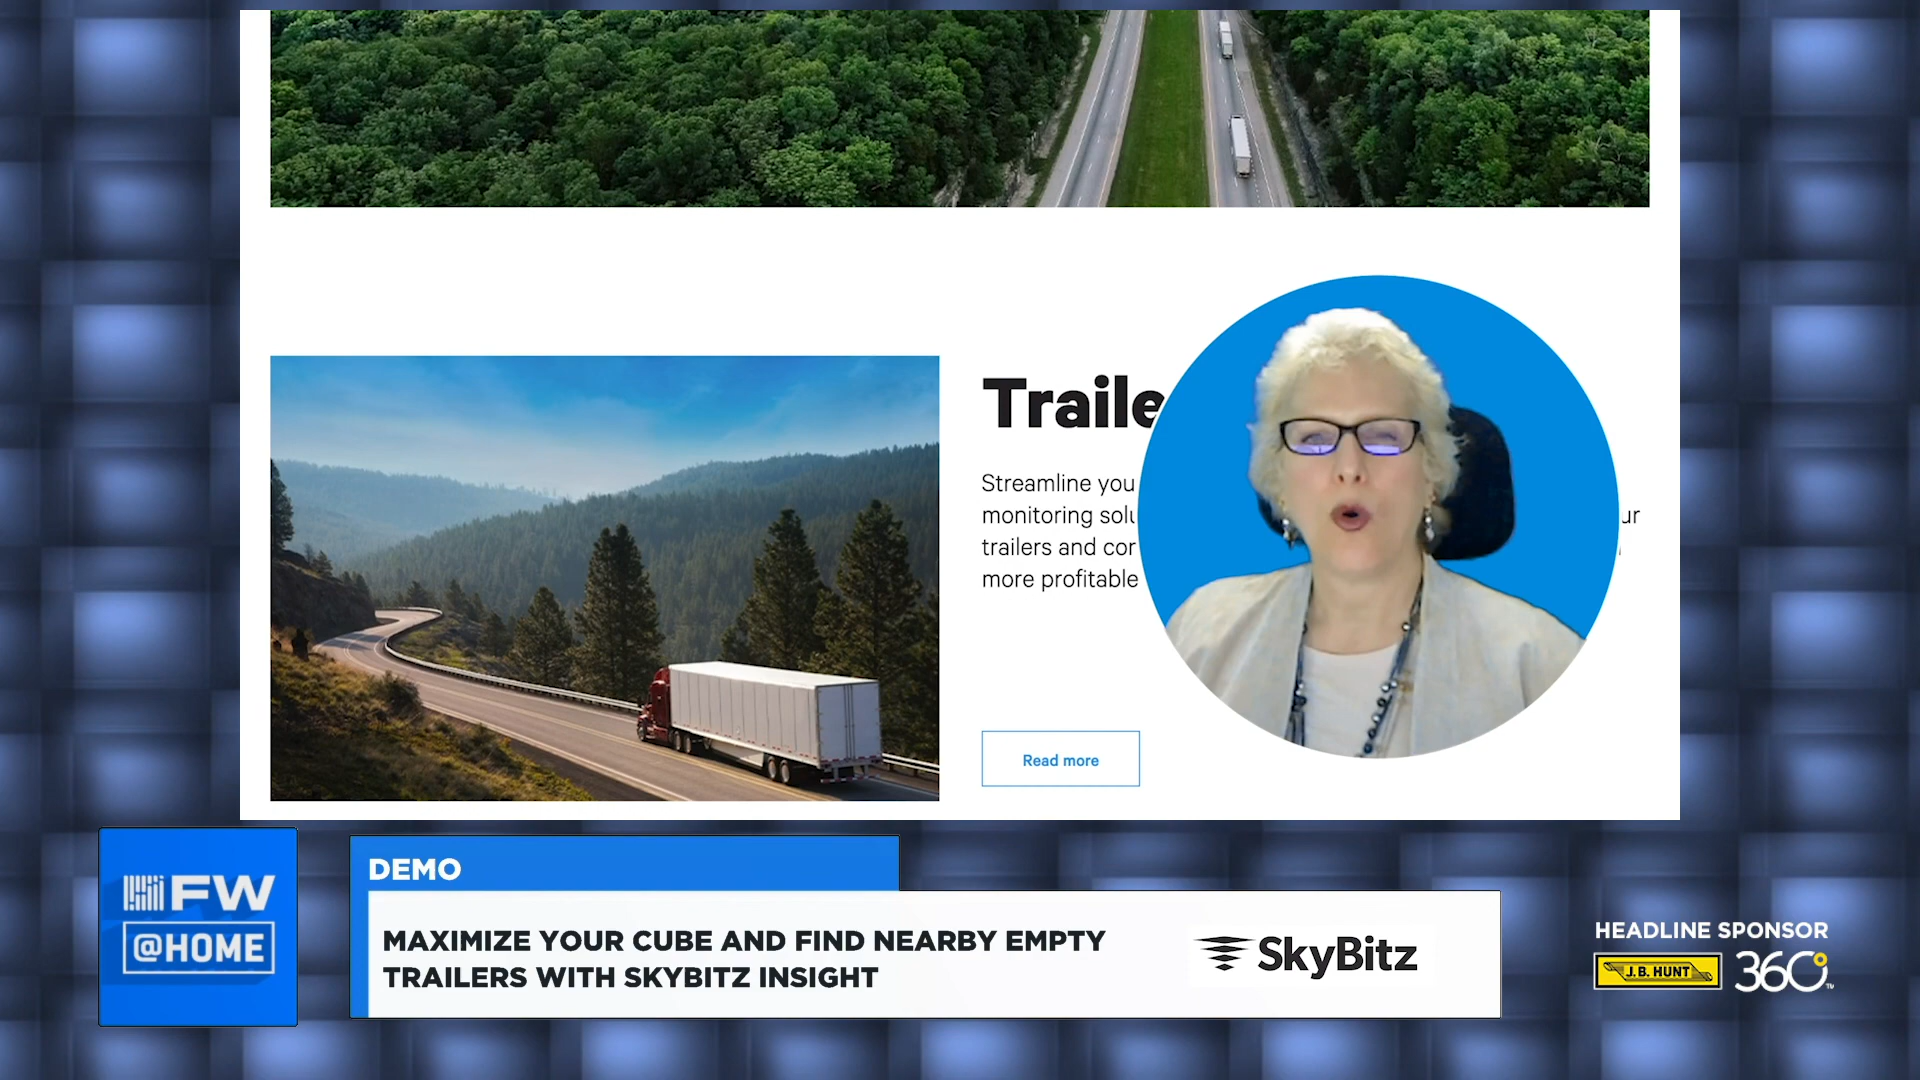 Traile
Streamline you
monitoring solu
ur
trailers and cor
more profitable
Read more
FW
@HOME
DEMO
MAXIMIZE YOUR CUBE AND FIND NEARBY EMPTY
TRAILERS WITH SKYBITZ INSIGHT
SkyBitz
HEADLINE SPONSOR
J.B. HUNT 360°